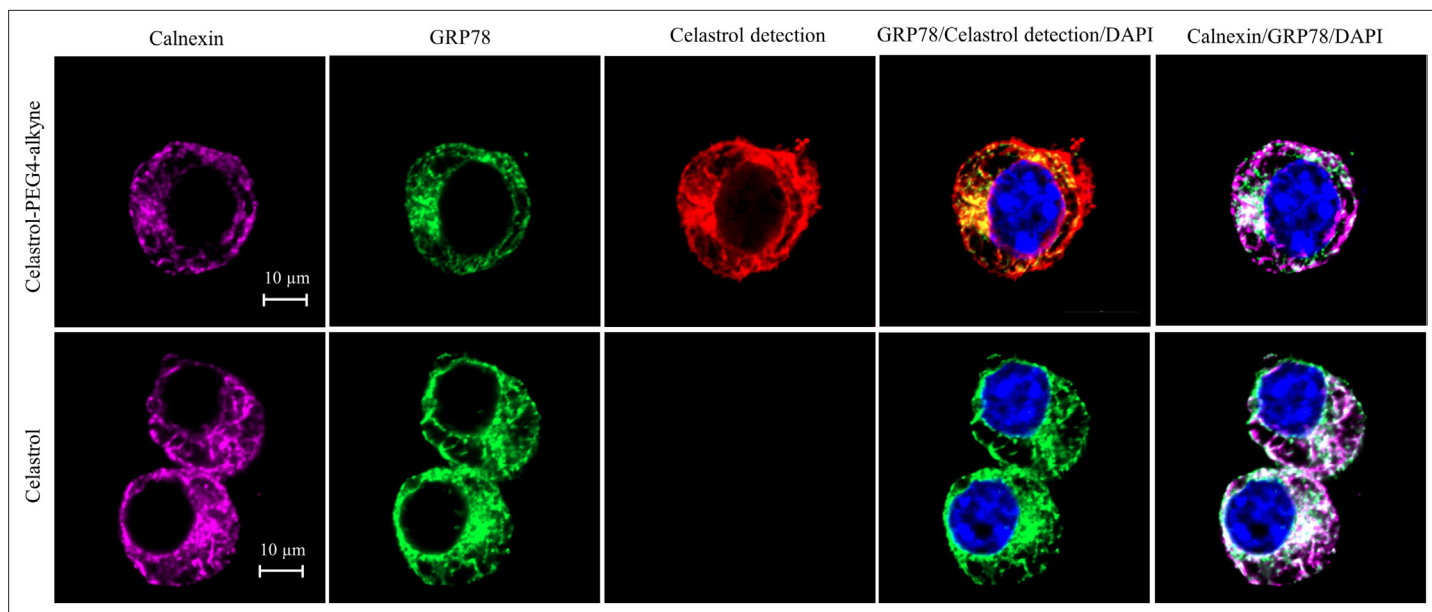 Calnexin
GRP78
Celastrol detection
GRP78/Celastrol detection/DAPI
Calnexin/GRP78/DAPI
Celastrol-PEG4-alkyne
10 µm
Celastrol
10 µm